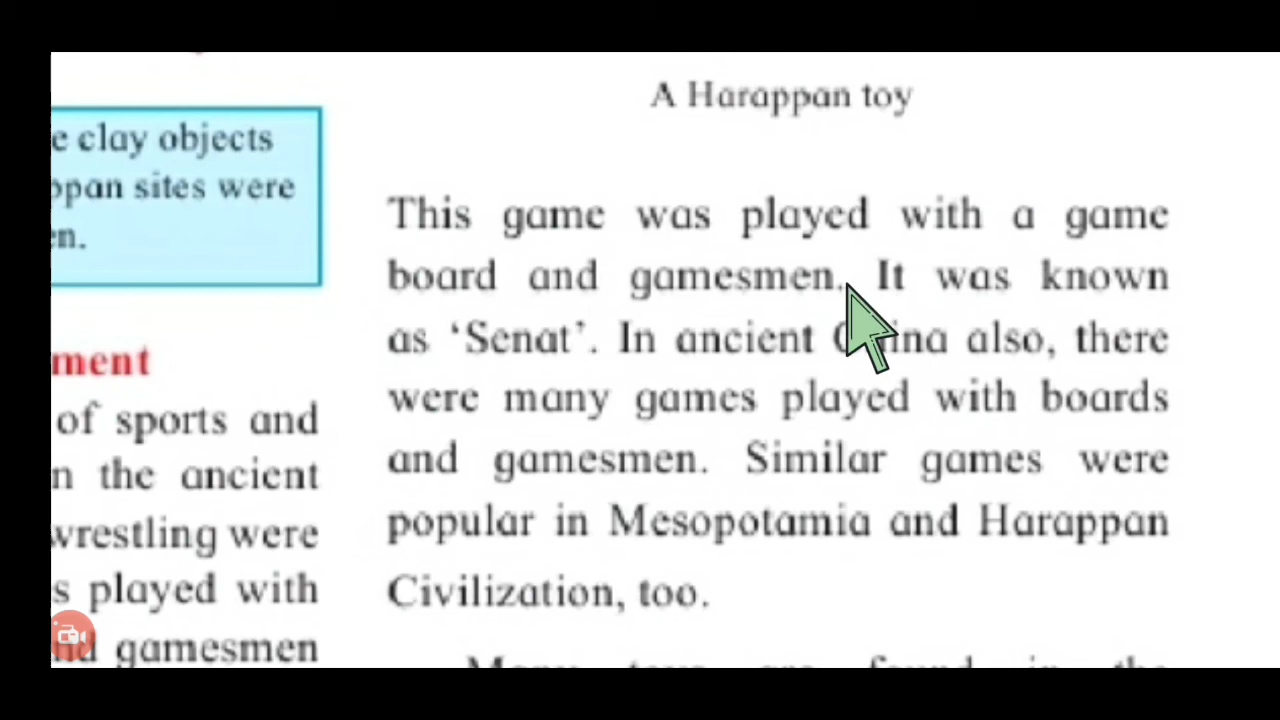 e clay objects
ppan sites were
en.
ment
of sports and
n the ancient
wrestling were
s played with
gamesmen
A Harappan toy
This game was played with a game
board and gamesmen. It was known
as ‘Senat’. In ancient China also, there
were many games played with boards
and gamesmen. Similar games were
popular in Mesopotamia and Harappan
Civilization, too.